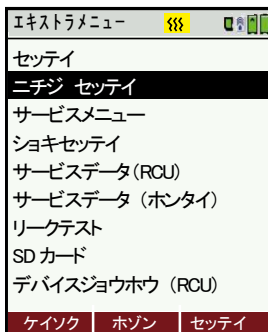 エキストラメニュー
セッテイ
ニチジ セッテイ
サービスメニュー
ショキセッテイ
サービスデータ(RCU)
サービスデータ (ホンタイ)
リークテスト
SDカード
デバイスジョウホウ (RCU)
ケイソク ホゾン セッテイ